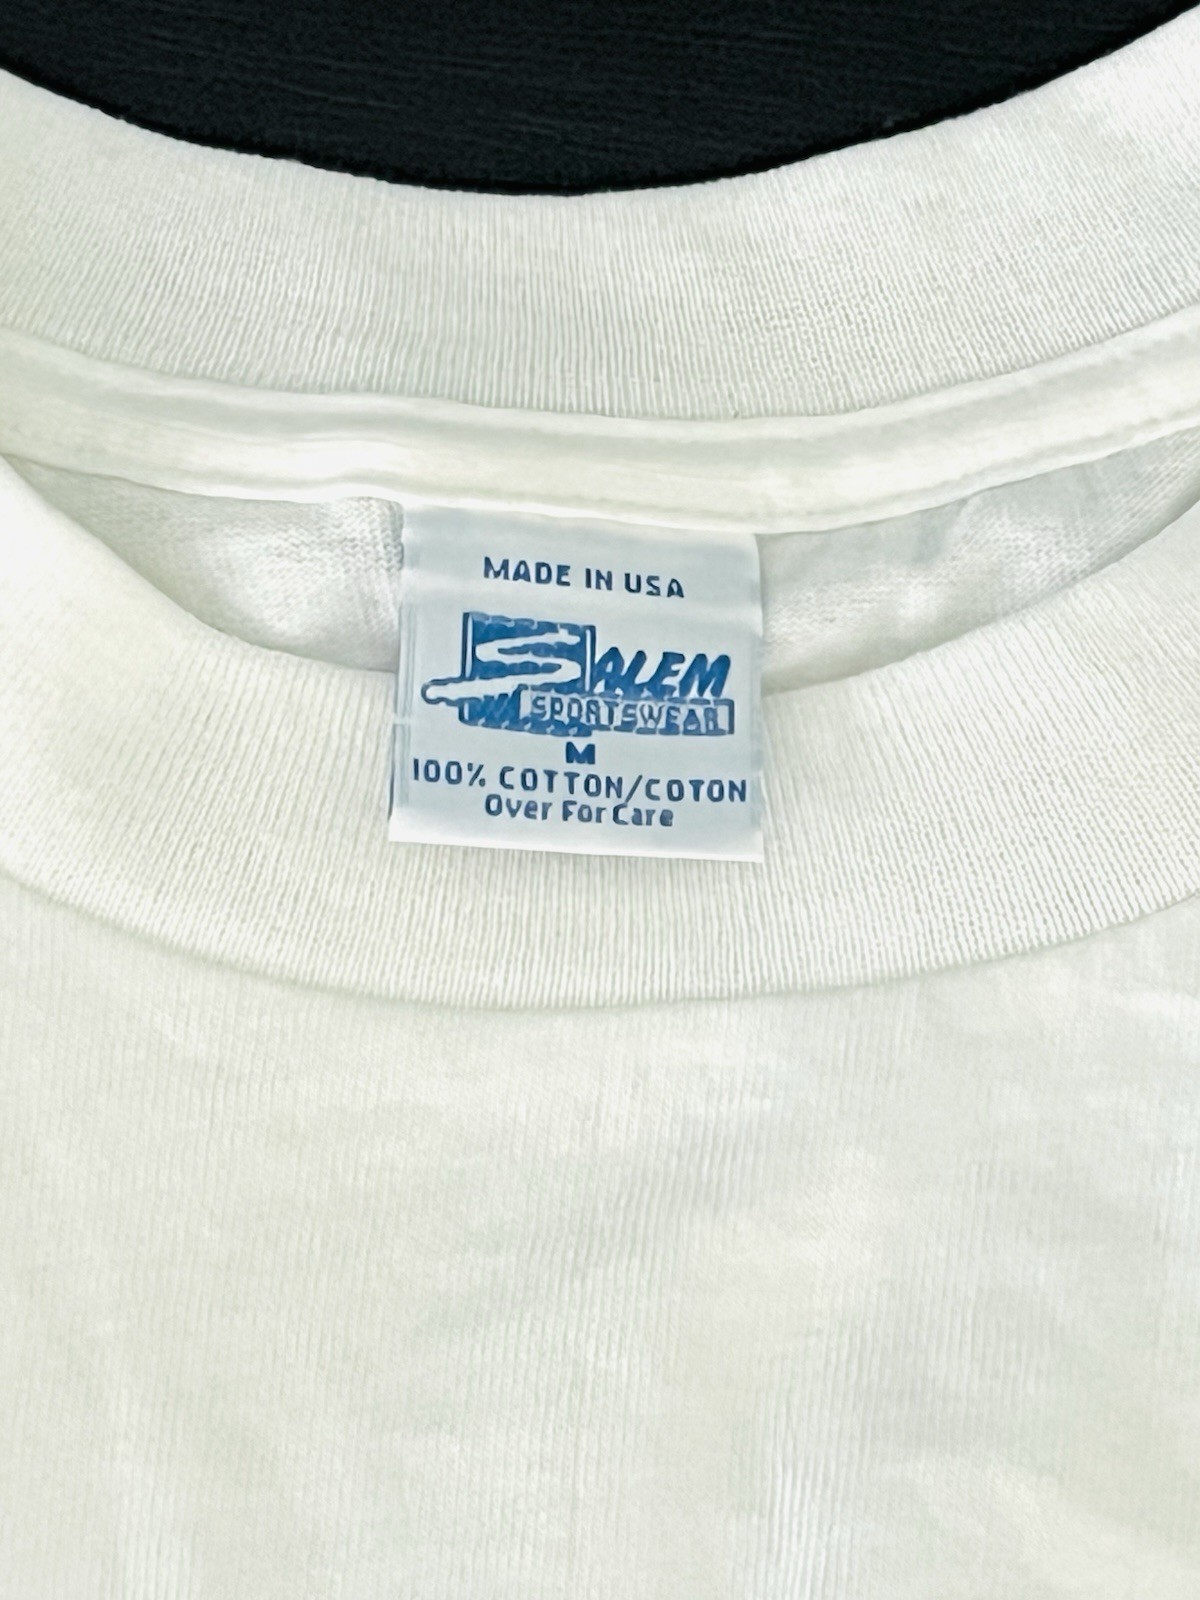 MADE IN USA
SALEM
SPORTSWEAR
M
100% COTTON/COTON
Over For Care